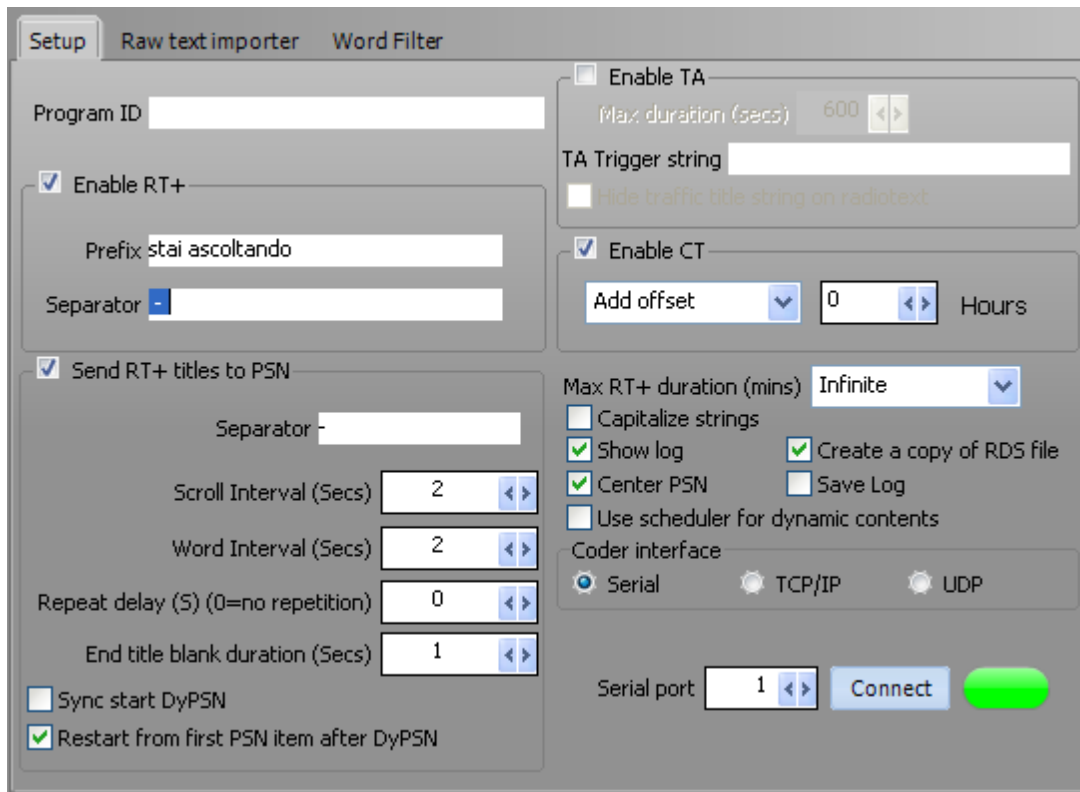 Setup Raw text importer Word Filter
Program ID
Enable RT+
Prefix stai ascoltando
Separator -
Send RT+ titles to PSN
Separator -
Scroll Interval (Secs) 2
Word Interval (Secs) 2
Repeat delay (S) (0=no repetition) 0
End title blank duration (Secs) 1
Sync start DyPSN
Restart from first PSN item after DyPSN
Enable TA
Max duration (secs) 600
TA Trigger string
Hide traffic title string on radiotext
Enable CT
Add offset 0 Hours
Max RT+ duration (mins) Infinite
Capitalize strings
Show log Create a copy of RDS file
Center PSN Save Log
Use scheduler for dynamic contents
Coder interface
Serial TCP/IP UDP
Serial port 1 Connect